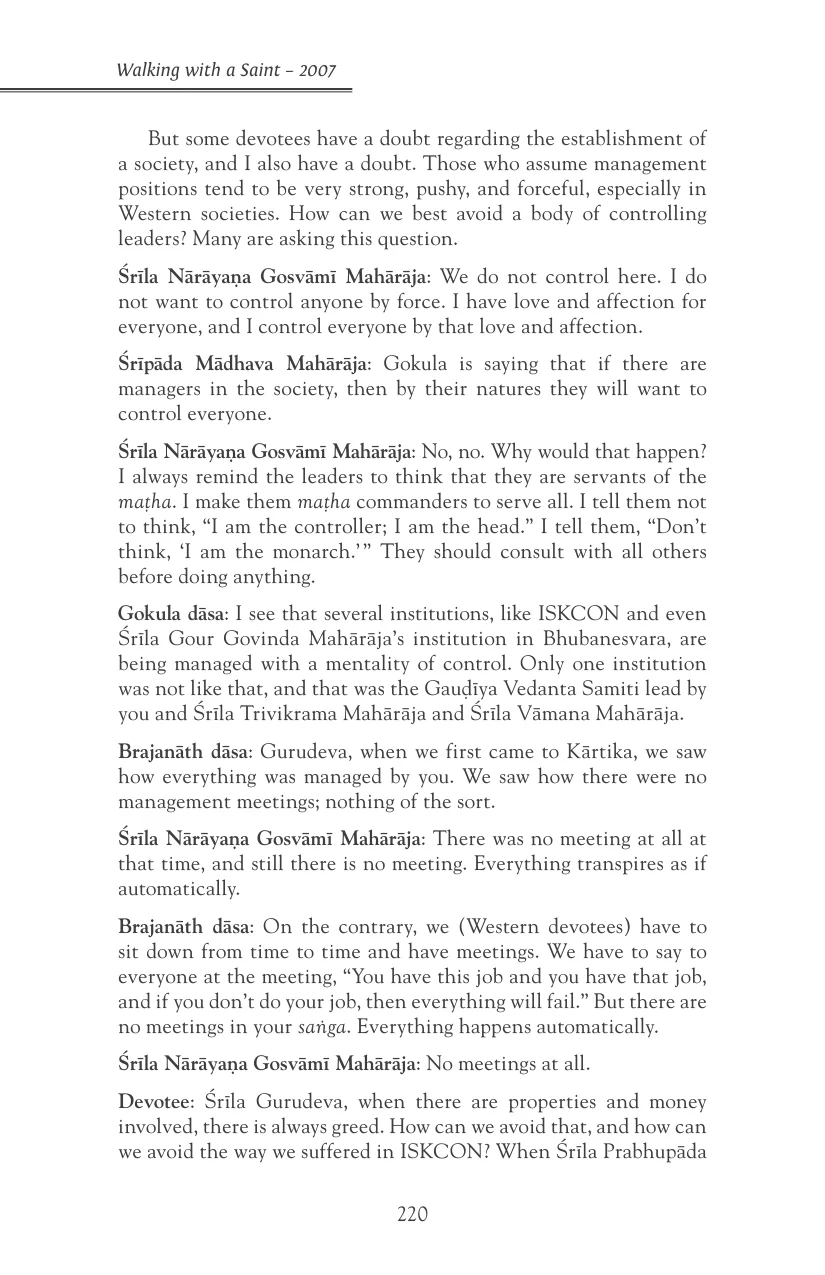 Walking with a Saint – 2007
But some devotees have a doubt regarding the establishment of
a society, and I also have a doubt. Those who assume management
positions tend to be very strong, pushy, and forceful, especially in
Western societies. How can we best avoid a body of controlling
leaders? Many are asking this question.
Śrīla Nārāyaṇa Gosvāmī Mahārāja: We do not control here. I do
not want to control anyone by force. I have love and affection for
everyone, and I control everyone by that love and affection.
Śrīpāda Mādhava Mahārāja: Gokula is saying that if there are
managers in the society, then by their natures they will want to
control everyone.
Śrīla Nārāyaṇa Gosvāmī Mahārāja: No, no. Why would that happen?
I always remind the leaders to think that they are servants of the
maṭha. I make them maṭha commanders to serve all. I tell them not
to think, “I am the controller; I am the head.” I tell them, “Don’t
think, ‘I am the monarch.’” They should consult with all others
before doing anything.
Gokula dāsa: I see that several institutions, like ISKCON and even
Śrīla Gour Govinda Mahārāja’s institution in Bhubanesvara, are
being managed with a mentality of control. Only one institution
was not like that, and that was the Gauḍīya Vedanta Samiti lead by
you and Śrīla Trivikrama Mahārāja and Śrīla Vāmana Mahārāja.
Brajanāth dāsa: Gurudeva, when we first came to Kārtika, we saw
how everything was managed by you. We saw how there were no
management meetings; nothing of the sort.
Śrīla Nārāyaṇa Gosvāmī Mahārāja: There was no meeting at all at
that time, and still there is no meeting. Everything transpires as if
automatically.
Brajanāth dāsa: On the contrary, we (Western devotees) have to
sit down from time to time and have meetings. We have to say to
everyone at the meeting, “You have this job and you have that job,
and if you don’t do your job, then everything will fail.” But there are
no meetings in your saṅga. Everything happens automatically.
Śrīla Nārāyaṇa Gosvāmī Mahārāja: No meetings at all.
Devotee: Śrīla Gurudeva, when there are properties and money
involved, there is always greed. How can we avoid that, and how can
we avoid the way we suffered in ISKCON? When Śrīla Prabhupāda
220